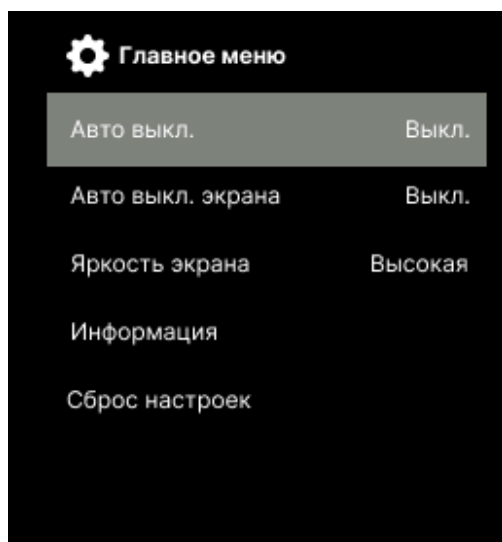 Главное меню
Авто выкл. Выкл.
Авто выкл. экрана Выкл.
Яркость экрана Высокая
Информация
Сброс настроек